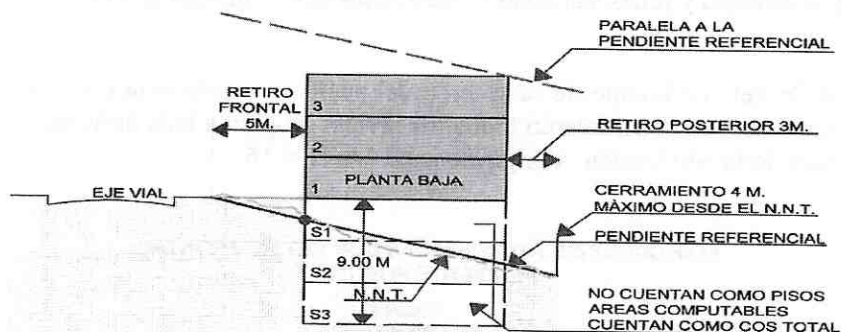 PARALELA A LA
PENDIENTE REFERENCIAL
RETIRO
FRONTAL
5M.
3
RETIRO POSTERIOR 3M.
2
1
PLANTA BAJA
EJE VIAL
CERRAMIENTO 4 M.
MÀXIMO DESDE EL N.N.T.
PENDIENTE REFERENCIAL
S1
9.00 M
S2
N.N.T.
S3
NO CUENTAN COMO PISOS
AREAS COMPUTABLES
CUENTAN COMO COS TOTAL